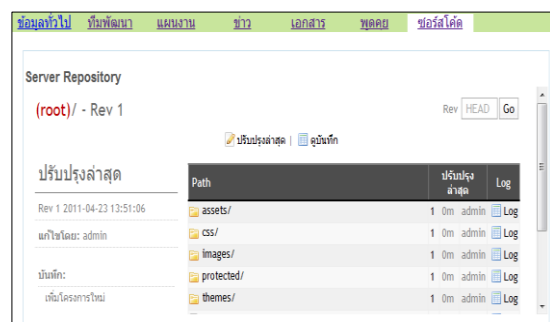 ข้อมูลทั่วไป ทีมพัฒนา แผนงาน ข่าว เอกสาร พูดคุย ซอร์สโค้ด
Server Repository
(root)/ - Rev 1
Rev HEAD Go
ปรับปรุงล่าสุด | ดูบันทึก
ปรับปรุงล่าสุด
Rev 1 2011-04-23 13:51:06
แก้ไขโดย: admin
บันทึก:
เพิ่มโครงการใหม่
Path ปรับปรุงล่าสุด Log
assets/ 1 0m admin Log
css/ 1 0m admin Log
images/ 1 0m admin Log
protected/ 1 0m admin Log
themes/ 1 0m admin Log